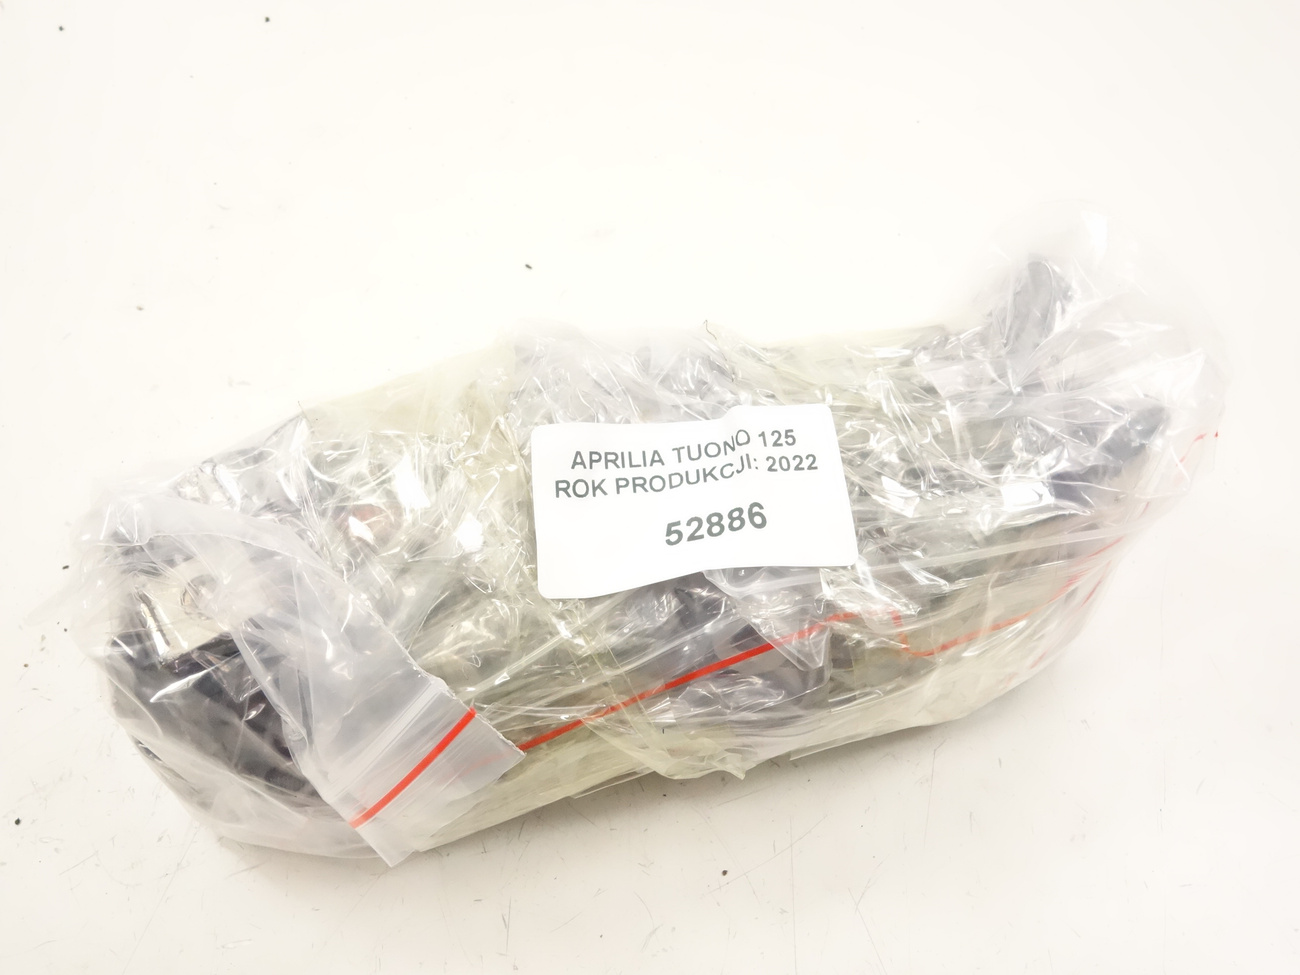 APRILIA TUONO 125
ROK PRODUKCJI: 2022
52886